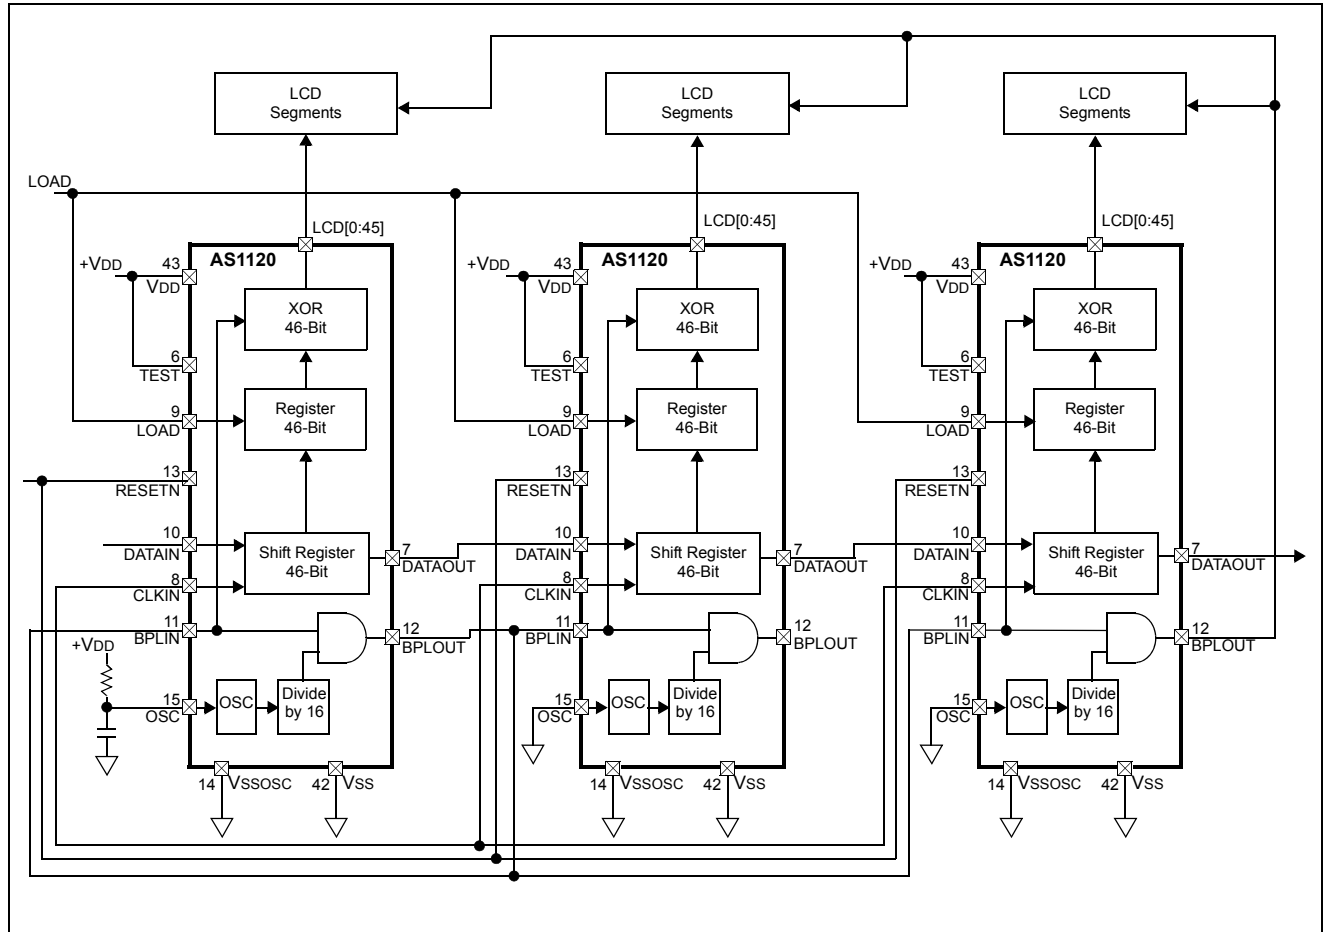 LCD
Segments
LCD
Segments
LCD
Segments
LOAD
LCD[0:45]
LCD[0:45]
LCD[0:45]
AS1120
+VDD
43
VDD
XOR
46-Bit
6
TEST
9
LOAD
Register
46-Bit
13
RESETN
10
DATAIN
Shift Register
46-Bit
8
CLKIN
7
DATAOUT
11
BPLIN
12
BPLOUT
+VDD
15
OSC
OSC
Divide
by 16
14
VSSOSC
42
VSS
AS1120
+VDD
43
VDD
XOR
46-Bit
6
TEST
9
LOAD
Register
46-Bit
13
RESETN
10
DATAIN
Shift Register
46-Bit
8
CLKIN
7
DATAOUT
11
BPLIN
12
BPLOUT
15
OSC
OSC
Divide
by 16
14
VSSOSC
42
VSS
AS1120
+VDD
43
VDD
XOR
46-Bit
6
TEST
9
LOAD
Register
46-Bit
13
RESETN
10
DATAIN
Shift Register
46-Bit
8
CLKIN
7
DATAOUT
11
BPLIN
12
BPLOUT
15
OSC
OSC
Divide
by 16
14
VSSOSC
42
VSS